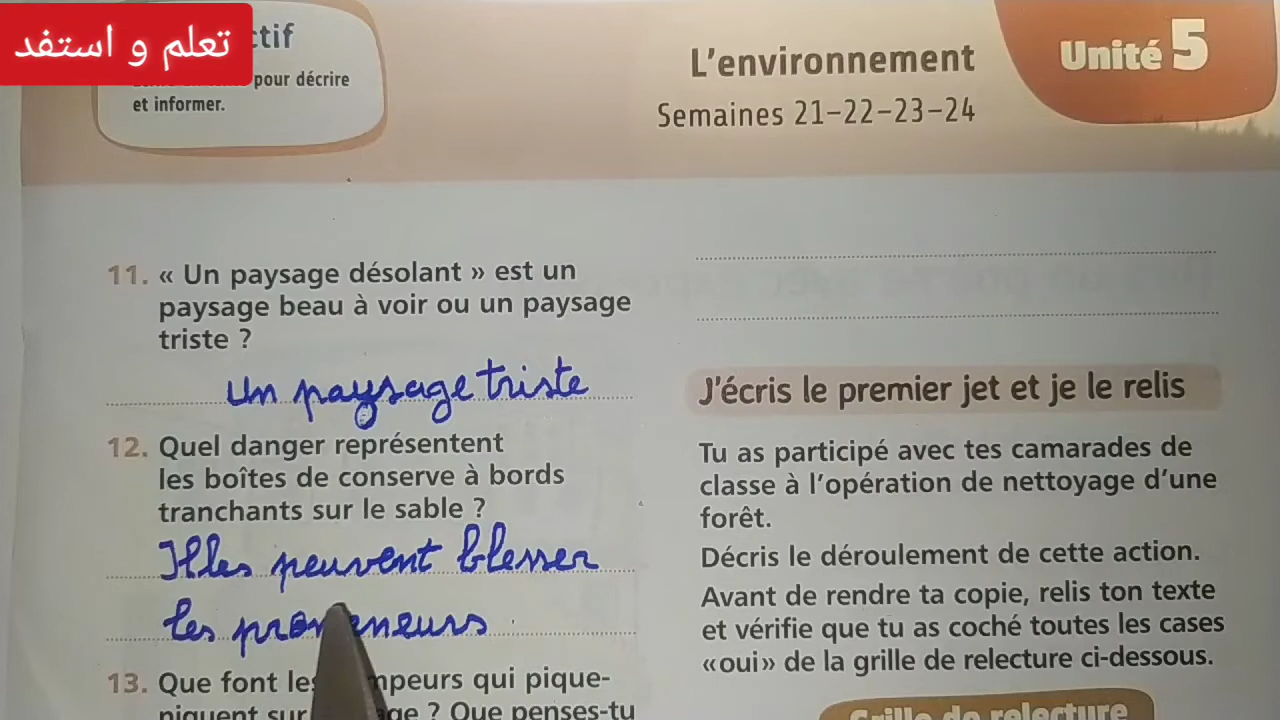 تعلم و استفد
ctif
pour décrire
et informer.
L'environnement
Semaines 21-22-23-24
Unité 5
11. « Un paysage désolant » est un
paysage beau à voir ou un paysage
triste ?
un paysage triste
12. Quel danger représentent
les boîtes de conserve à bords
tranchants sur le sable ?
Illes peuvent blesser
les
13. Que font les mpeurs qui pique-
niquent sur age ? Que penses-tu
J'écris le premier jet et je le relis
Tu as participé avec tes camarades de
classe à l'opération de nettoyage d'une
forêt.
Décris le déroulement de cette action.
Avant de rendre ta copie, relis ton texte
et vérifie que tu as coché toutes les cases
«oui» de la grille de relecture ci-dessous.
Grille de relecture